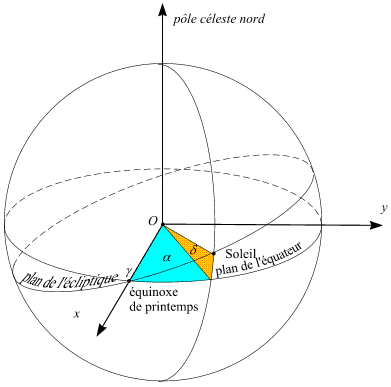 pôle céleste nord
y
O
Soleil
δ
plan de l'équateur
α
γ
plan de l'écliptique
équinoxe
de printemps
x